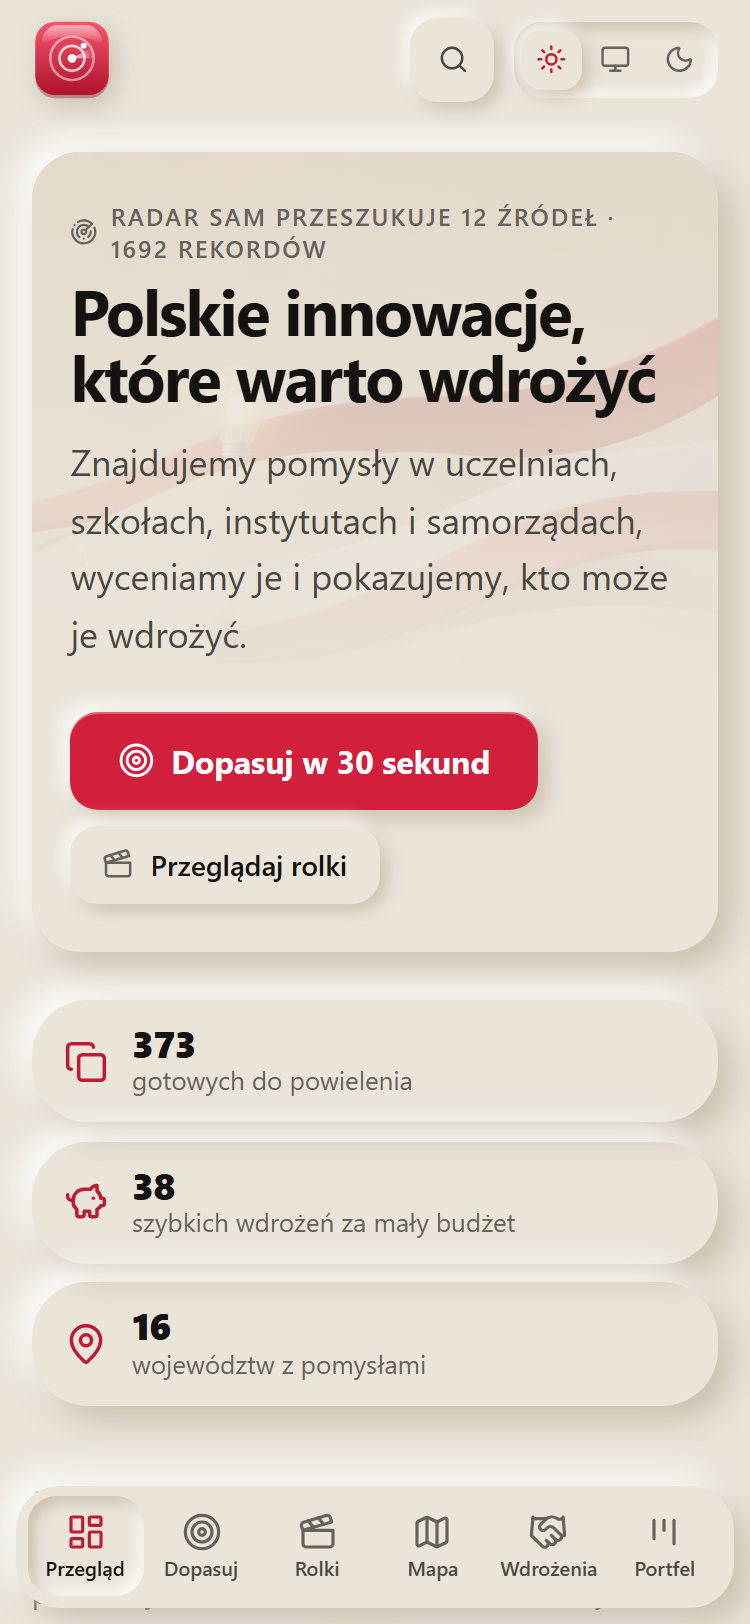 RADAR SAM PRZESZUKUJE 12 ŹRÓDEŁ ·
1692 REKORDÓW
Polskie innowacje,
które warto wdrożyć
Znajdujemy pomysły w uczelniach,
szkołach, instytutach i samorządach,
wyceniamy je i pokazujemy, kto może
je wdrożyć.
Dopasuj w 30 sekund
Przeglądaj rolki
373
gotowych do powielenia
38
szybkich wdrożeń za mały budżet
16
województw z pomysłami
Przegląd
Dopasuj
Rolki
Mapa
Wdrożenia
Portfel